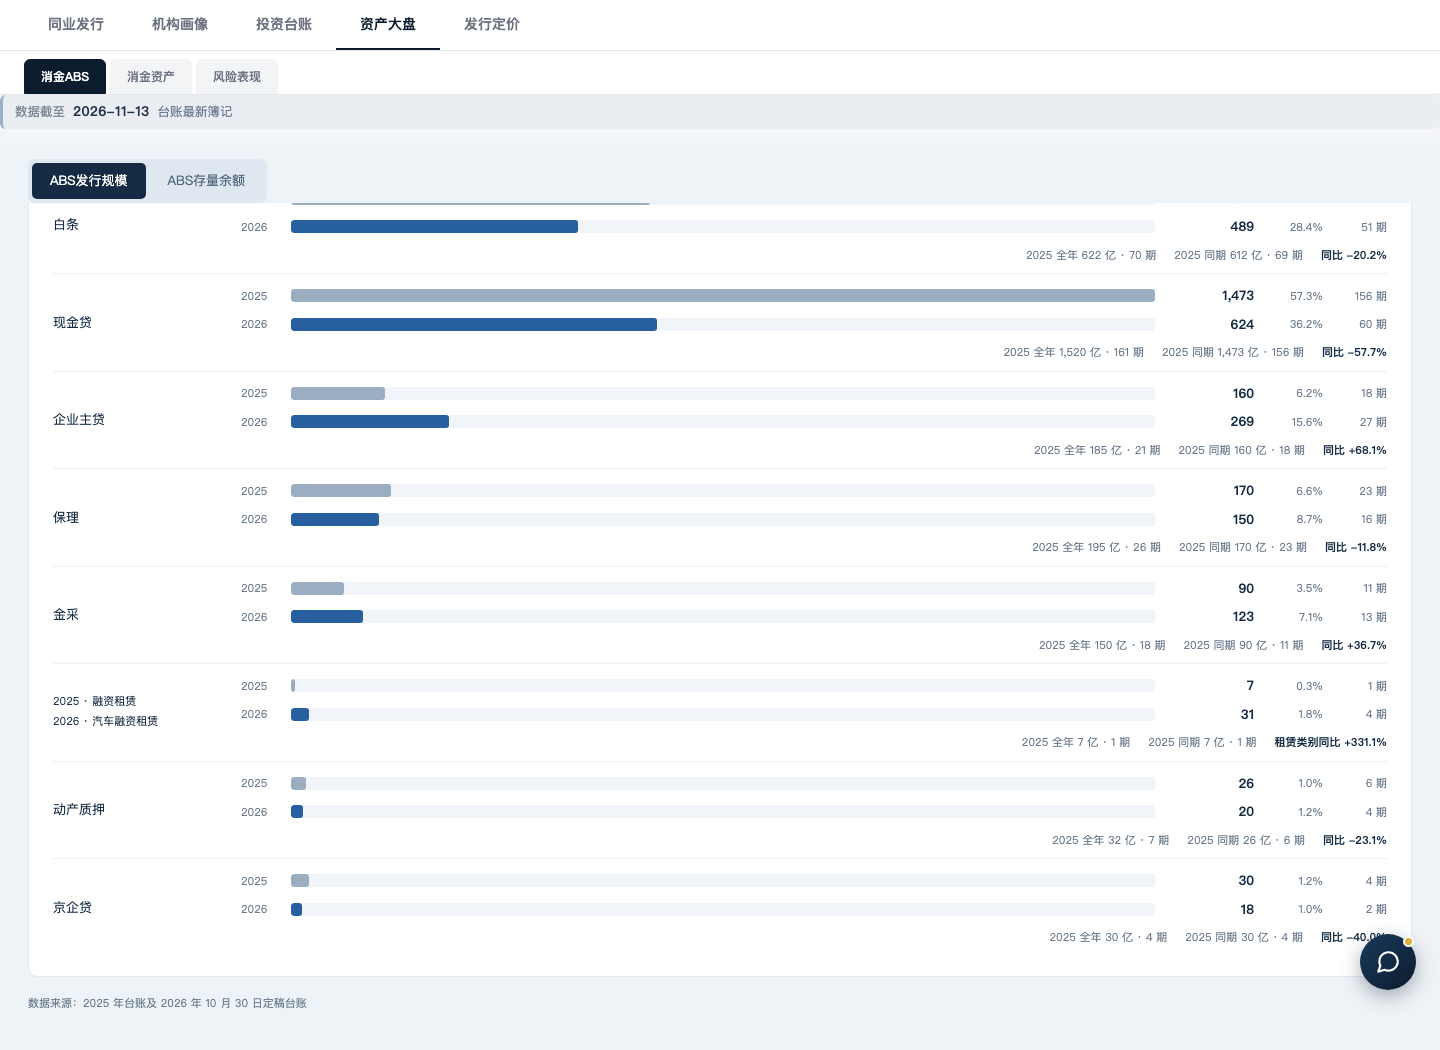 同业发行 机构画像 投资台账 资产大盘 发行定价
消金ABS 消金资产 风险表现
数据截至 2026-11-13 台账最新簿记
ABS发行规模 ABS存量余额
白条
2026 489 28.4% 51 期
2025 全年 622 亿 · 70 期 2025 同期 612 亿 · 69 期 同比 -20.2%
现金贷
2025 1,473 57.3% 156 期
2026 624 36.2% 60 期
2025 全年 1,520 亿 · 161 期 2025 同期 1,473 亿 · 156 期 同比 -57.7%
企业主贷
2025 160 6.2% 18 期
2026 269 15.6% 27 期
2025 全年 185 亿 · 21 期 2025 同期 160 亿 · 18 期 同比 +68.1%
保理
2025 170 6.6% 23 期
2026 150 8.7% 16 期
2025 全年 195 亿 · 26 期 2025 同期 170 亿 · 23 期 同比 -11.8%
金采
2025 90 3.5% 11 期
2026 123 7.1% 13 期
2025 全年 150 亿 · 18 期 2025 同期 90 亿 · 11 期 同比 +36.7%
2025 · 融资租赁
2026 · 汽车融资租赁
2025 7 0.3% 1 期
2026 31 1.8% 4 期
2025 全年 7 亿 · 1 期 2025 同期 7 亿 · 1 期 租赁类别同比 +331.1%
动产质押
2025 26 1.0% 6 期
2026 20 1.2% 4 期
2025 全年 32 亿 · 7 期 2025 同期 26 亿 · 6 期 同比 -23.1%
京企贷
2025 30 1.2% 4 期
2026 18 1.0% 2 期
2025 全年 30 亿 · 4 期 2025 同期 30 亿 · 4 期 同比 -40.0%
数据来源：2025 年台账及 2026 年 10 月 30 日定稿台账